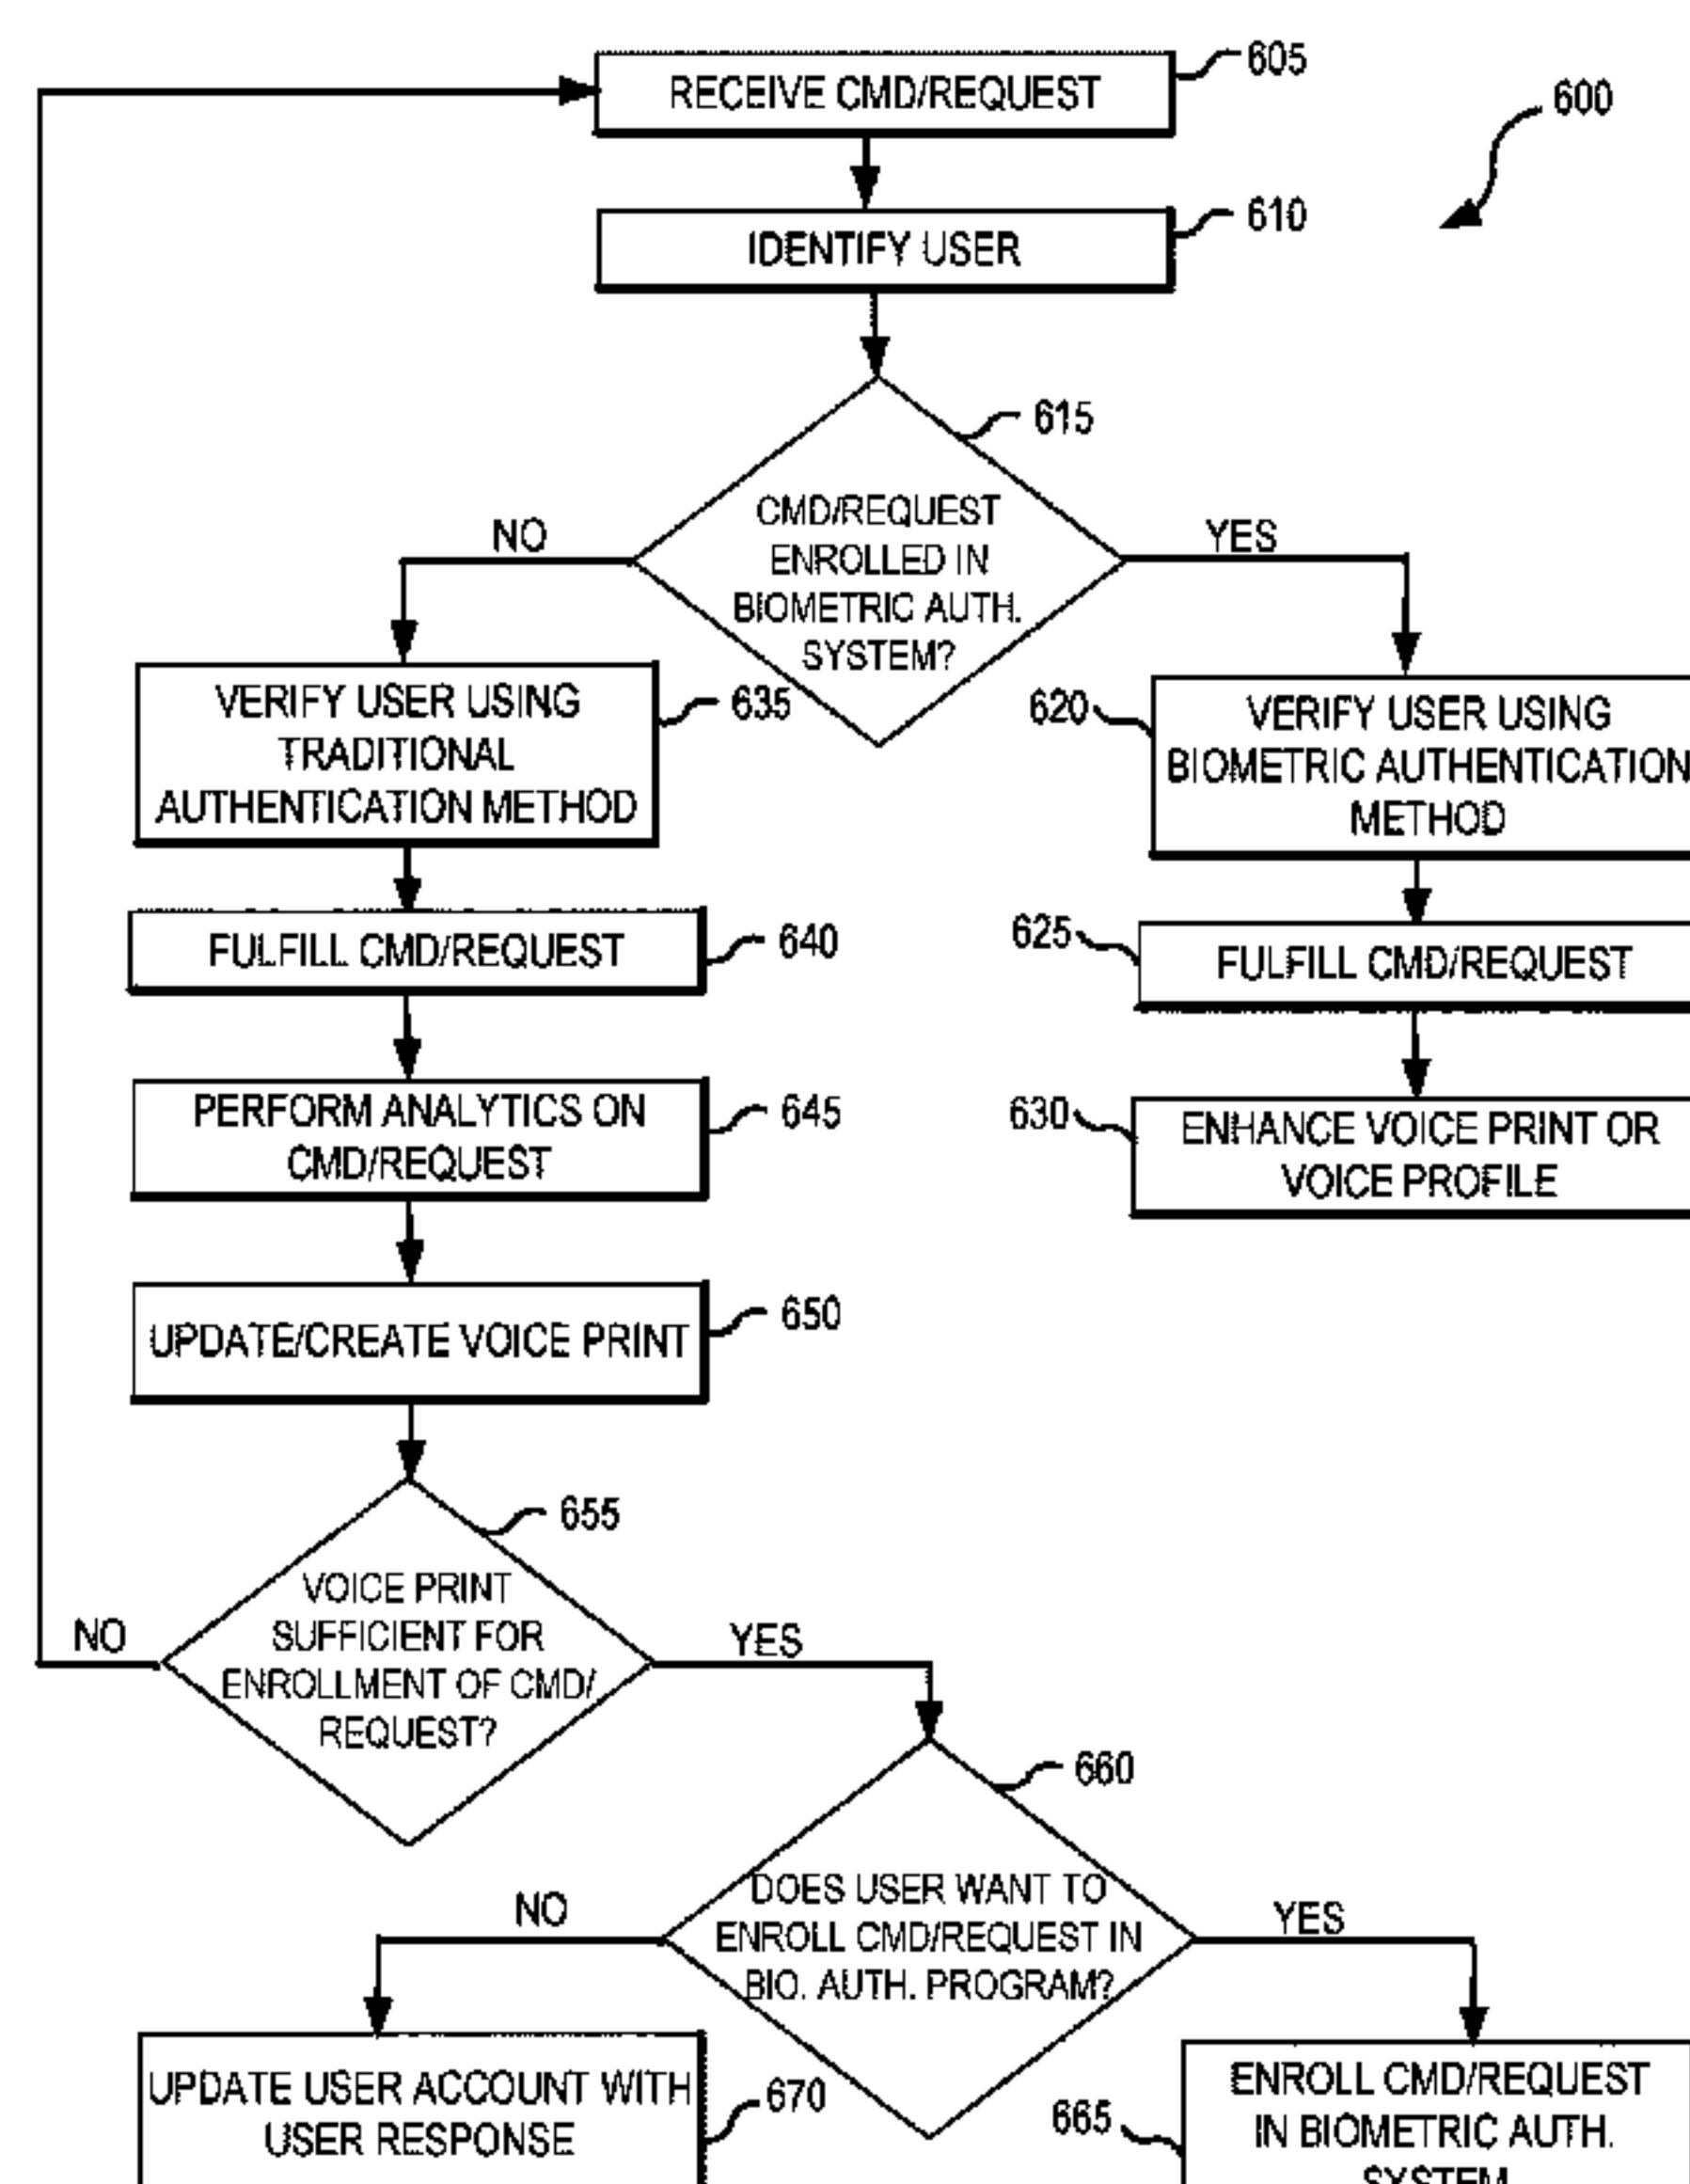 605
RECEIVE CMD/REQUEST
600
610
IDENTIFY USER
615
CMD/REQUEST
ENROLLED IN
BIOMETRIC AUTH.
SYSTEM?
NO
YES
VERIFY USER USING
TRADITIONAL
AUTHENTICATION METHOD
635
620
VERIFY USER USING
BIOMETRIC AUTHENTICATION
METHOD
FULFILL CMD/REQUEST
640
625
FULFILL CMD/REQUEST
PERFORM ANALYTICS ON
CMD/REQUEST
645
630
ENHANCE VOICE PRINT OR
VOICE PROFILE
UPDATE/CREATE VOICE PRINT
650
655
VOICE PRINT
SUFFICIENT FOR
ENROLLMENT OF CMD/
REQUEST?
NO
YES
660
DOES USER WANT TO
ENROLL CMD/REQUEST IN
BIO. AUTH. PROGRAM?
NO
YES
UPDATE USER ACCOUNT WITH
USER RESPONSE
670
665
ENROLL CMD/REQUEST
IN BIOMETRIC AUTH.
SYSTEM